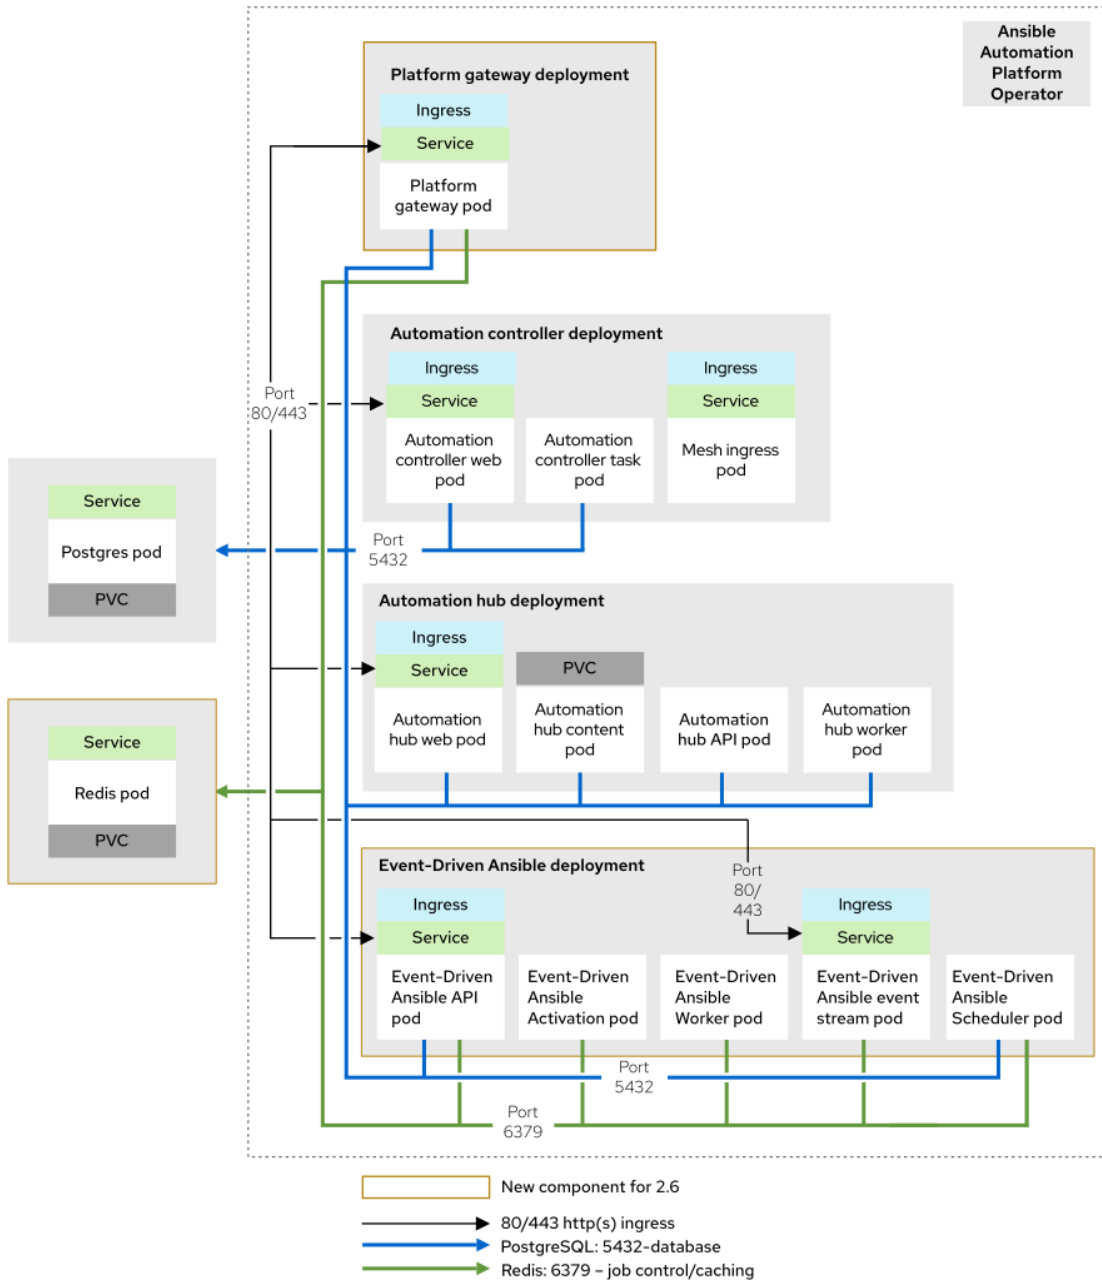 Ansible
Automation
Platform
Operator
Platform gateway deployment
Ingress
Service
Platform
gateway pod
Automation controller deployment
Ingress
Service
Automation
controller web
pod
Automation
controller task
pod
Ingress
Service
Mesh ingress
pod
Port
80/443
Service
Postgres pod
PVC
Port
5432
Automation hub deployment
Ingress
Service
Automation
hub web pod
PVC
Automation
hub content
pod
Automation
hub API pod
Automation
hub worker
pod
Service
Redis pod
PVC
Event-Driven Ansible deployment
Port
80/
443
Ingress
Service
Event-Driven
Ansible API
pod
Event-Driven
Ansible
Activation pod
Event-Driven
Ansible
Worker pod
Ingress
Service
Event-Driven
Ansible event
stream pod
Event-Driven
Ansible
Scheduler pod
Port
5432
Port
6379
New component for 2.6
80/443 http(s) ingress
PostgreSQL: 5432-database
Redis: 6379 – job control/caching